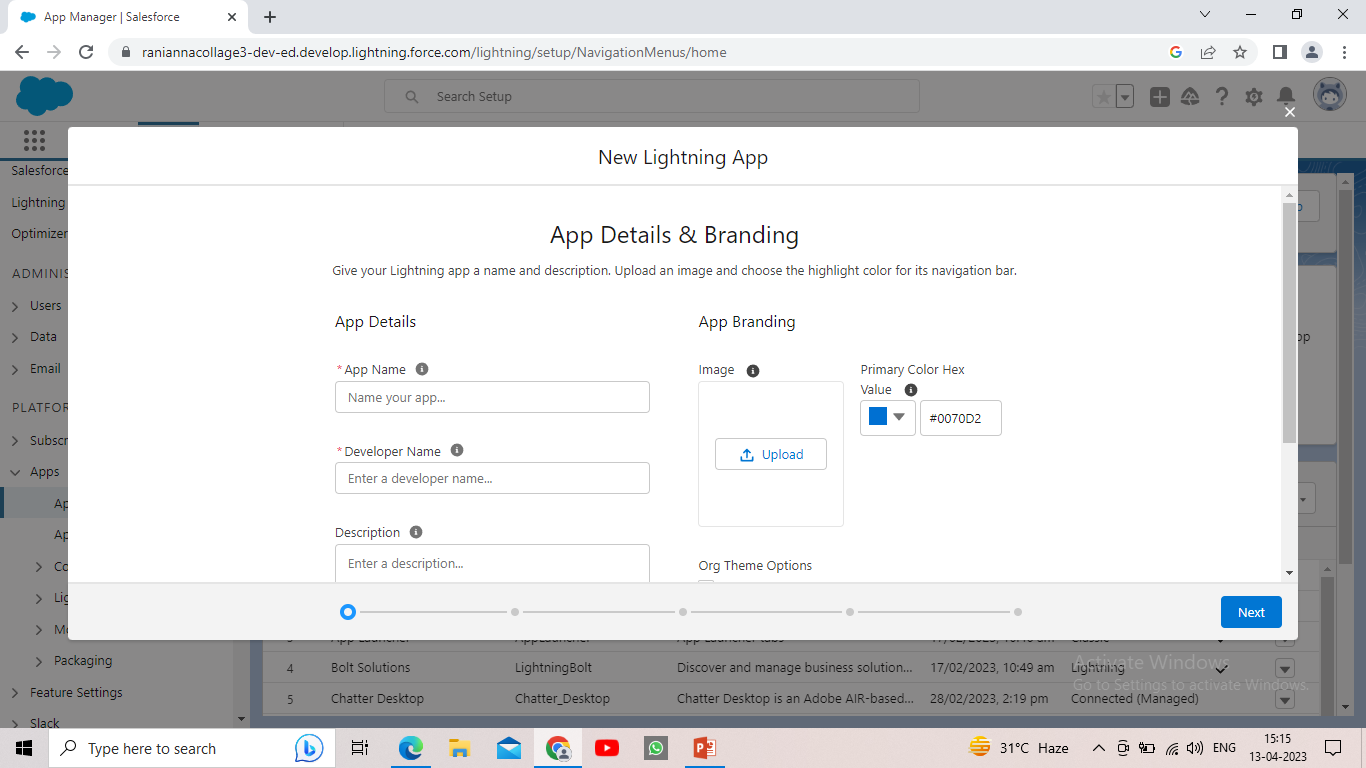 App Manager | Salesforce
raniannacollage3-dev-ed.develop.lightning.force.com/lightning/setup/NavigationMenus/home
Search Setup
New Lightning App
Salesforce
Lightning
Optimizer
ADMINIS
Users
Data
Email
PLATFOR
Subscr
Apps
Ap
Ap
Co
Lig
Mo
Packaging
Feature Settings
Slack
App Details & Branding
Give your Lightning app a name and description. Upload an image and choose the highlight color for its navigation bar.
App Details
App Branding
*App Name
Name your app...
Image
Primary Color Hex
Value
#0070D2
Upload
*Developer Name
Enter a developer name...
Description
Enter a description...
Org Theme Options
Next
op
4 Bolt Solutions LightningBolt Discover and manage business solution... 17/02/2023, 10:49 am Lightning
5 Chatter Desktop Chatter_Desktop Chatter Desktop is an Adobe AIR-based... 28/02/2023, 2:19 pm Connected (Managed)
Activate Windows
Go to Settings to activate Windows.
Type here to search
31°C Haze
ENG
15:15
13-04-2023